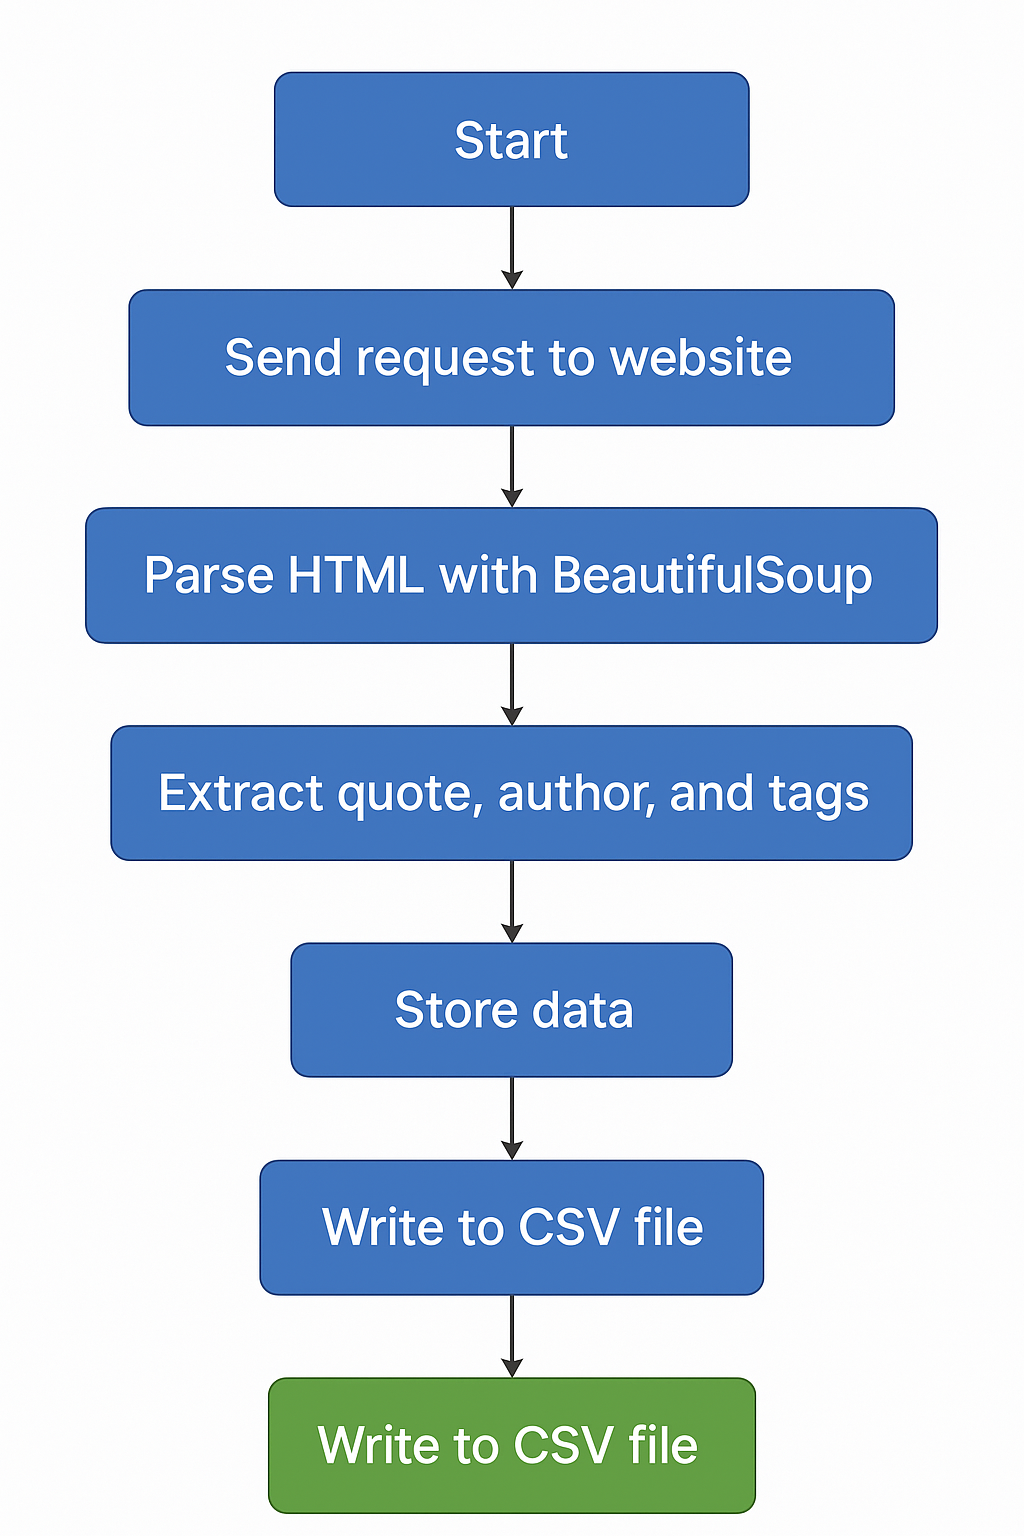 Start
Send request to website
Parse HTML with BeautifulSoup
Extract quote, author, and tags
Store data
Write to CSV file
Write to CSV file